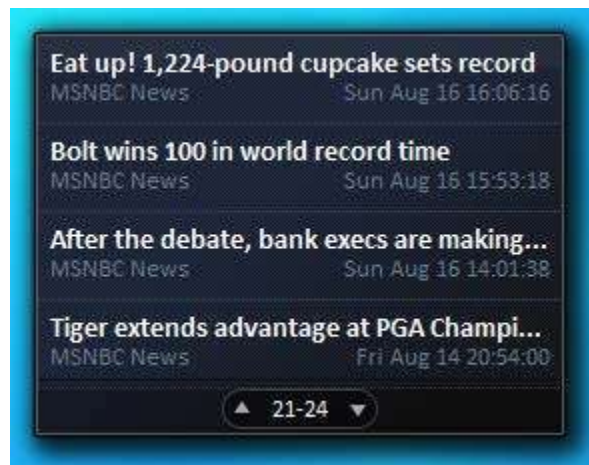 Eat up! 1,224-pound cupcake sets record
MSNBC News Sun Aug 16 16:06:16
Bolt wins 100 in world record time
MSNBC News Sun Aug 16 15:53:18
After the debate, bank execs are making...
MSNBC News Sun Aug 16 14:01:38
Tiger extends advantage at PGA Champi...
MSNBC News Fri Aug 14 20:54:00
21-24